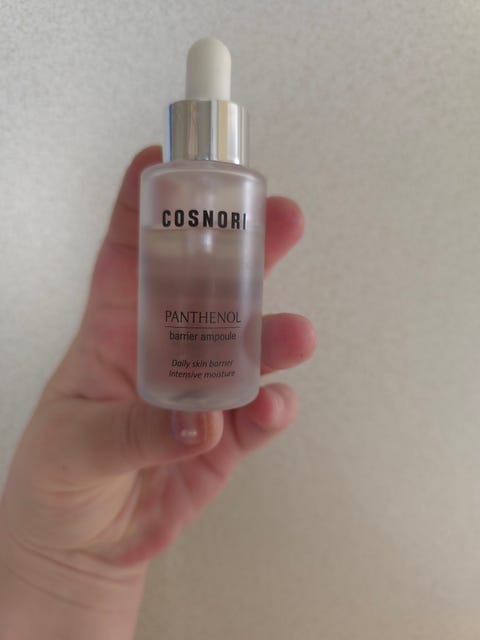 COSNORI
PANTHENOL
barrier ampoule
Daily skin barrier
Intensive moisture